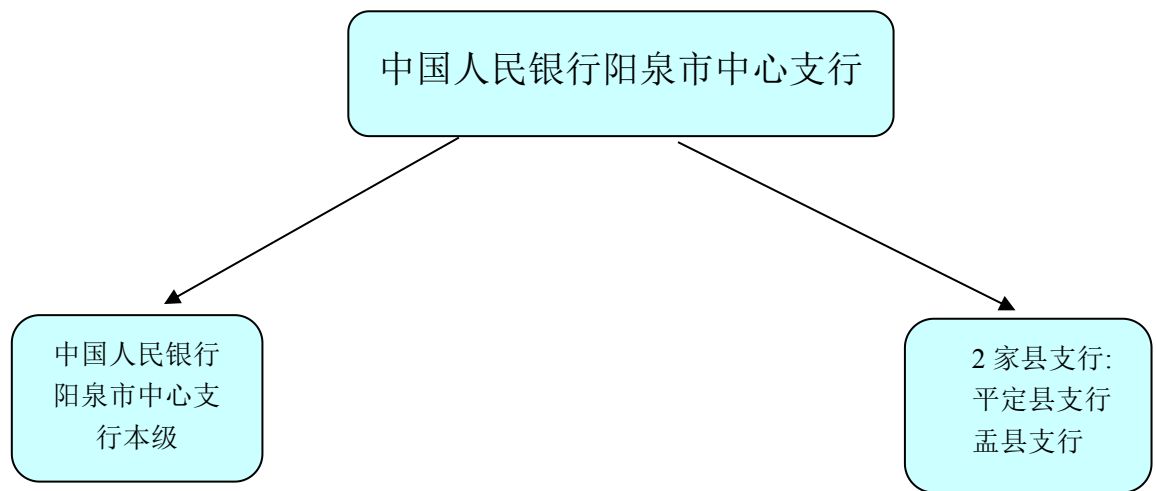 中国人民银行阳泉市中心支行
中国人民银行
阳泉市中心支
行本级
2 家县支行:
平定县支行
盂县支行